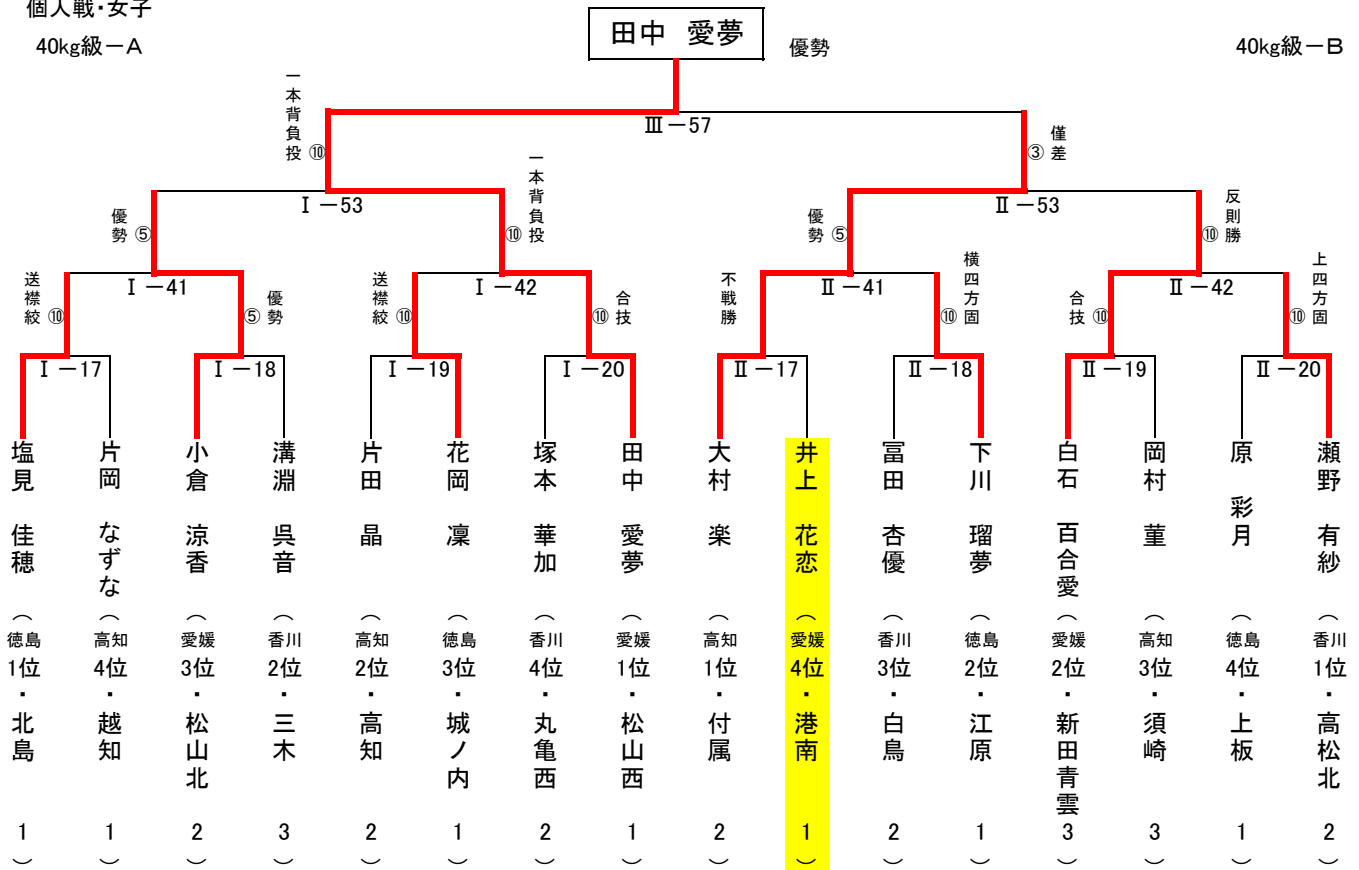 個人戦・女子
40kg級－A
田中 愛夢
優勝
40kg級－B
一本背負投 ⑩
Ⅲ－57
③ 僅差
Ⅰ－53
Ⅱ－53
優勢 ⑤
⑩ 一本背負投
優勢 ⑤
⑩ 反則勝
Ⅰ－41
Ⅰ－42
Ⅱ－41
Ⅱ－42
送襟絞 ⑩
⑤ 優勢
送襟絞 ⑩
⑩ 合技
不戦勝
⑩ 横四方固
合技 ⑩
⑩ 上四方固
Ⅰ－17
Ⅰ－18
Ⅰ－19
Ⅰ－20
Ⅱ－17
Ⅱ－18
Ⅱ－19
Ⅱ－20
塩見 佳穂（徳島1位・北島 1）
片岡 なずな（高知4位・越知 1）
小倉 涼香（愛媛3位・松山北 2）
溝淵 呉音（香川2位・三木 3）
片田 晶（高知2位・高知 2）
花岡 凜（徳島3位・城ノ内 1）
塚本 華加（香川4位・丸亀西 2）
田中 愛夢（愛媛1位・松山西 1）
大村 楽（高知1位・付属 2）
井上 花恋（愛媛4位・港南 1）
冨田 杏優（香川3位・白鳥 2）
下川 瑠夢（徳島2位・江原 1）
白石 百合愛（愛媛2位・新田青雲 3）
岡村 菫（高知3位・須崎 3）
原 彩月（徳島4位・上板 1）
瀬野 有紗（香川1位・高松北 2）